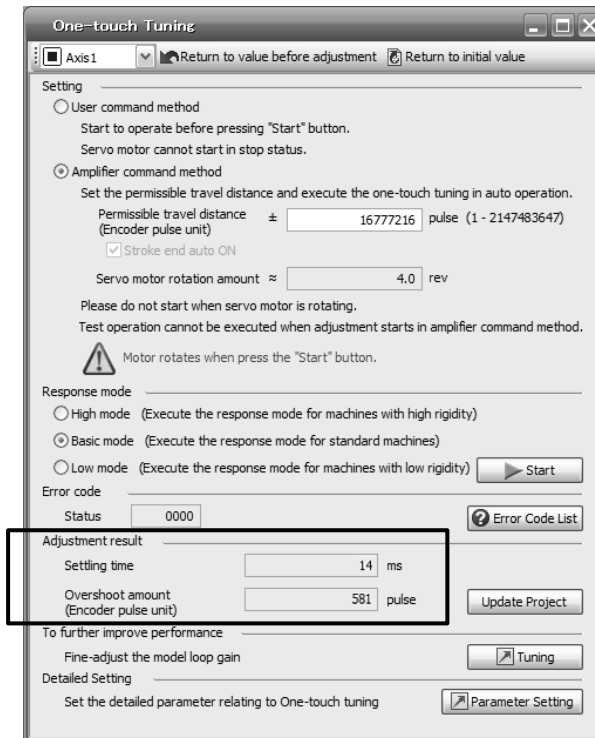 One-touch Tuning
Axis1 Return to value before adjustment Return to initial value
Setting
User command method
Start to operate before pressing "Start" button.
Servo motor cannot start in stop status.
Amplifier command method
Set the permissible travel distance and execute the one-touch tuning in auto operation.
Permissible travel distance ± 16777216 pulse (1 - 2147483647)
(Encoder pulse unit)
Stroke end auto ON
Servo motor rotation amount ≈ 4.0 rev
Please do not start when servo motor is rotating.
Test operation cannot be executed when adjustment starts in amplifier command method.
Motor rotates when press the "Start" button.
Response mode
High mode (Execute the response mode for machines with high rigidity)
Basic mode (Execute the response mode for standard machines)
Low mode (Execute the response mode for machines with low rigidity) Start
Error code
Status 0000 Error Code List
Adjustment result
Settling time 14 ms
Overshoot amount 581 pulse Update Project
(Encoder pulse unit)
To further improve performance
Fine-adjust the model loop gain Tuning
Detailed Setting
Set the detailed parameter relating to One-touch tuning Parameter Setting